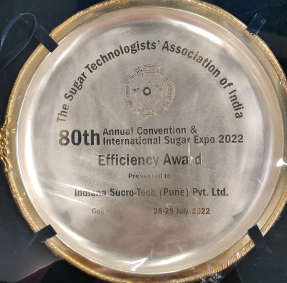 The Sugar Technologists' Association of India
80th Annual Convention &
International Sugar Expo 2022
Efficiency Award
Presented to
Indiana Sucro-Tech (Pune) Pvt. Ltd.
Goa 28-29 July, 2022